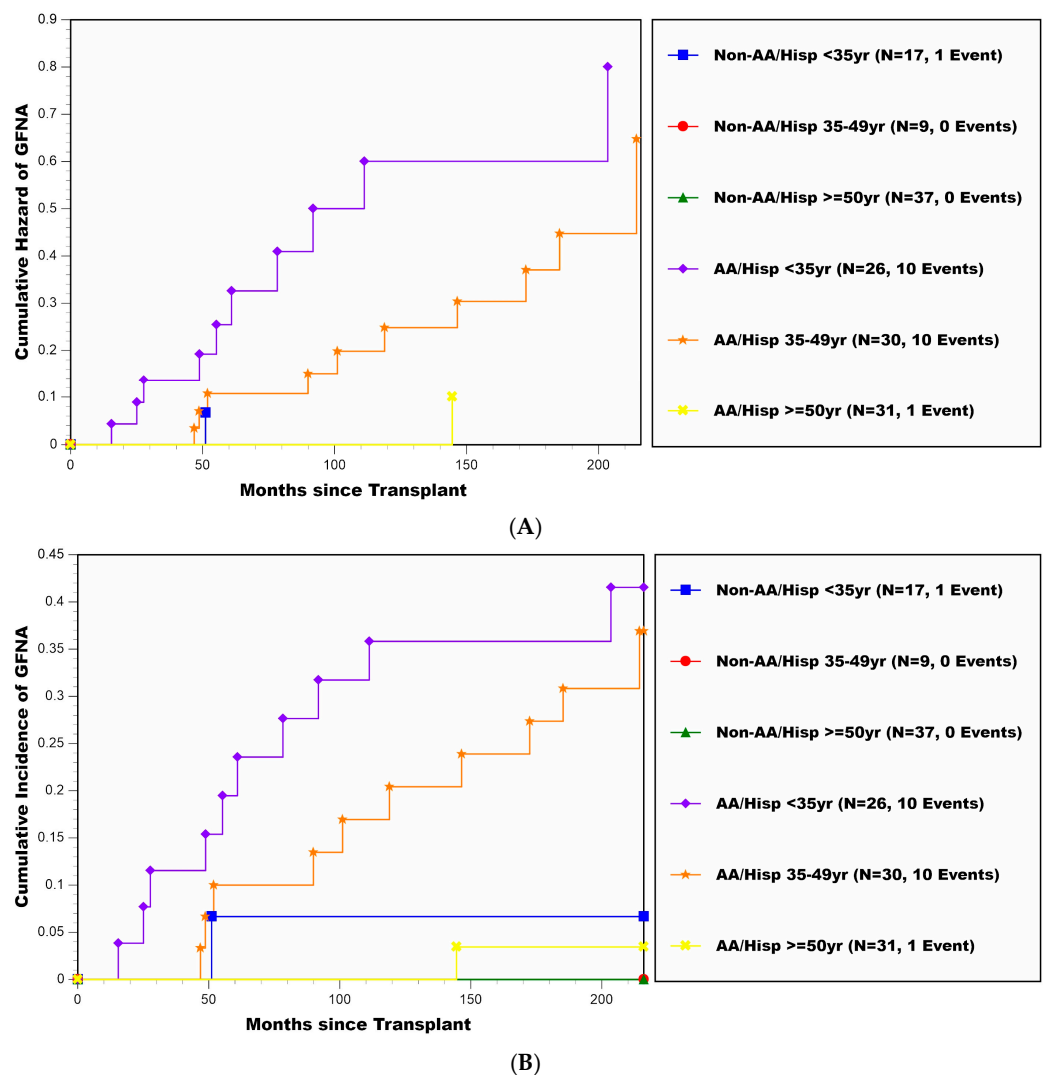 Cumulative Hazard of GFNA
0.9
0.8
0.7
0.6
0.5
0.4
0.3
0.2
0.1
0
0 50 100 150 200
Months since Transplant
Non-AA/Hisp <35yr (N=17, 1 Event)
Non-AA/Hisp 35-49yr (N=9, 0 Events)
Non-AA/Hisp >=50yr (N=37, 0 Events)
AA/Hisp <35yr (N=26, 10 Events)
AA/Hisp 35-49yr (N=30, 10 Events)
AA/Hisp >=50yr (N=31, 1 Event)
(A)
Cumulative Incidence of GFNA
0.45
0.4
0.35
0.3
0.25
0.2
0.15
0.1
0.05
0
0 50 100 150 200
Months since Transplant
Non-AA/Hisp <35yr (N=17, 1 Event)
Non-AA/Hisp 35-49yr (N=9, 0 Events)
Non-AA/Hisp >=50yr (N=37, 0 Events)
AA/Hisp <35yr (N=26, 10 Events)
AA/Hisp 35-49yr (N=30, 10 Events)
AA/Hisp >=50yr (N=31, 1 Event)
(B)